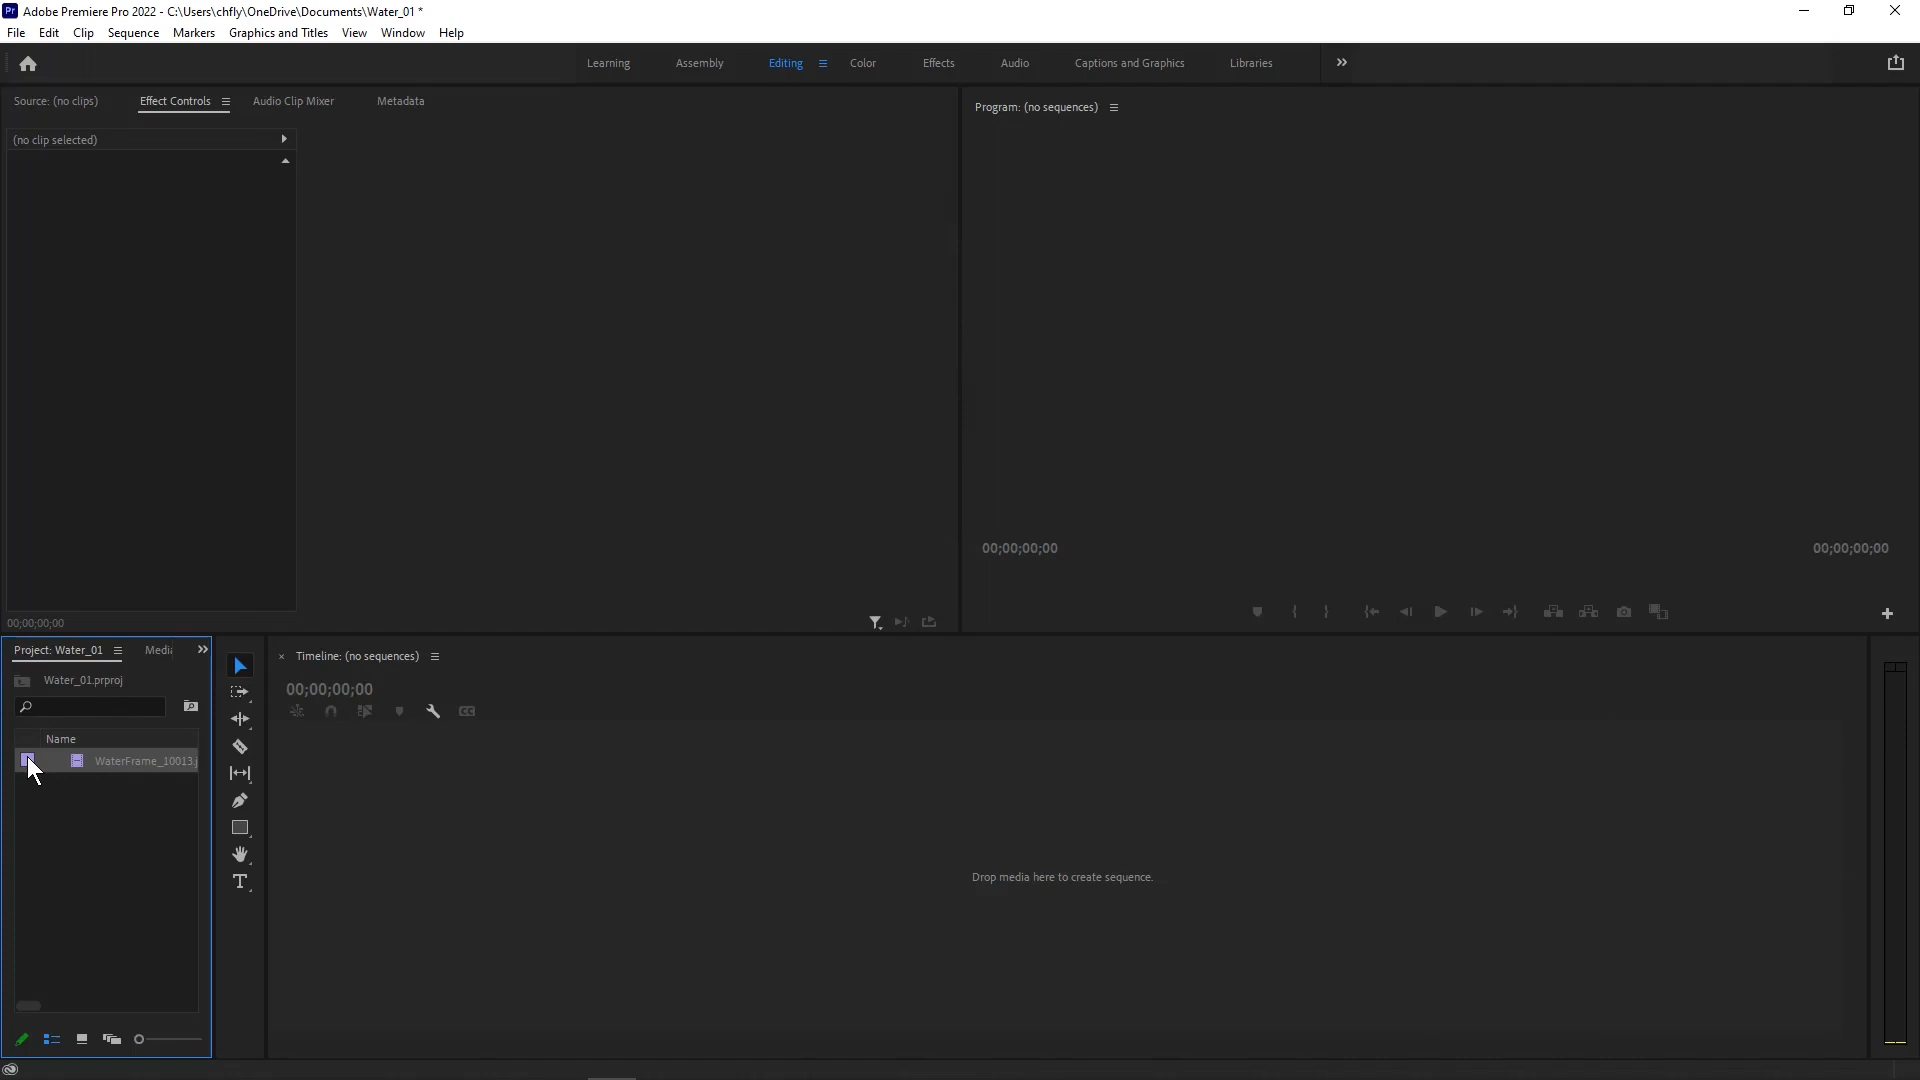 Pr Adobe Premiere Pro 2022 - C:\Users\chfly\OneDrive\Documents\Water_01 *
File Edit Clip Sequence Markers Graphics and Titles View Window Help
Learning Assembly Editing Color Effects Audio Captions and Graphics Libraries
Source: (no clips) Effect Controls Audio Clip Mixer Metadata
Program: (no sequences)
(no clip selected)
00;00;00;00 00;00;00;00
00;00;00;00
Project: Water_01 Media
Timeline: (no sequences)
Water_01.prproj
00;00;00;00
CC
Name
WaterFrame_10013.j
T
Drop media here to create sequence.